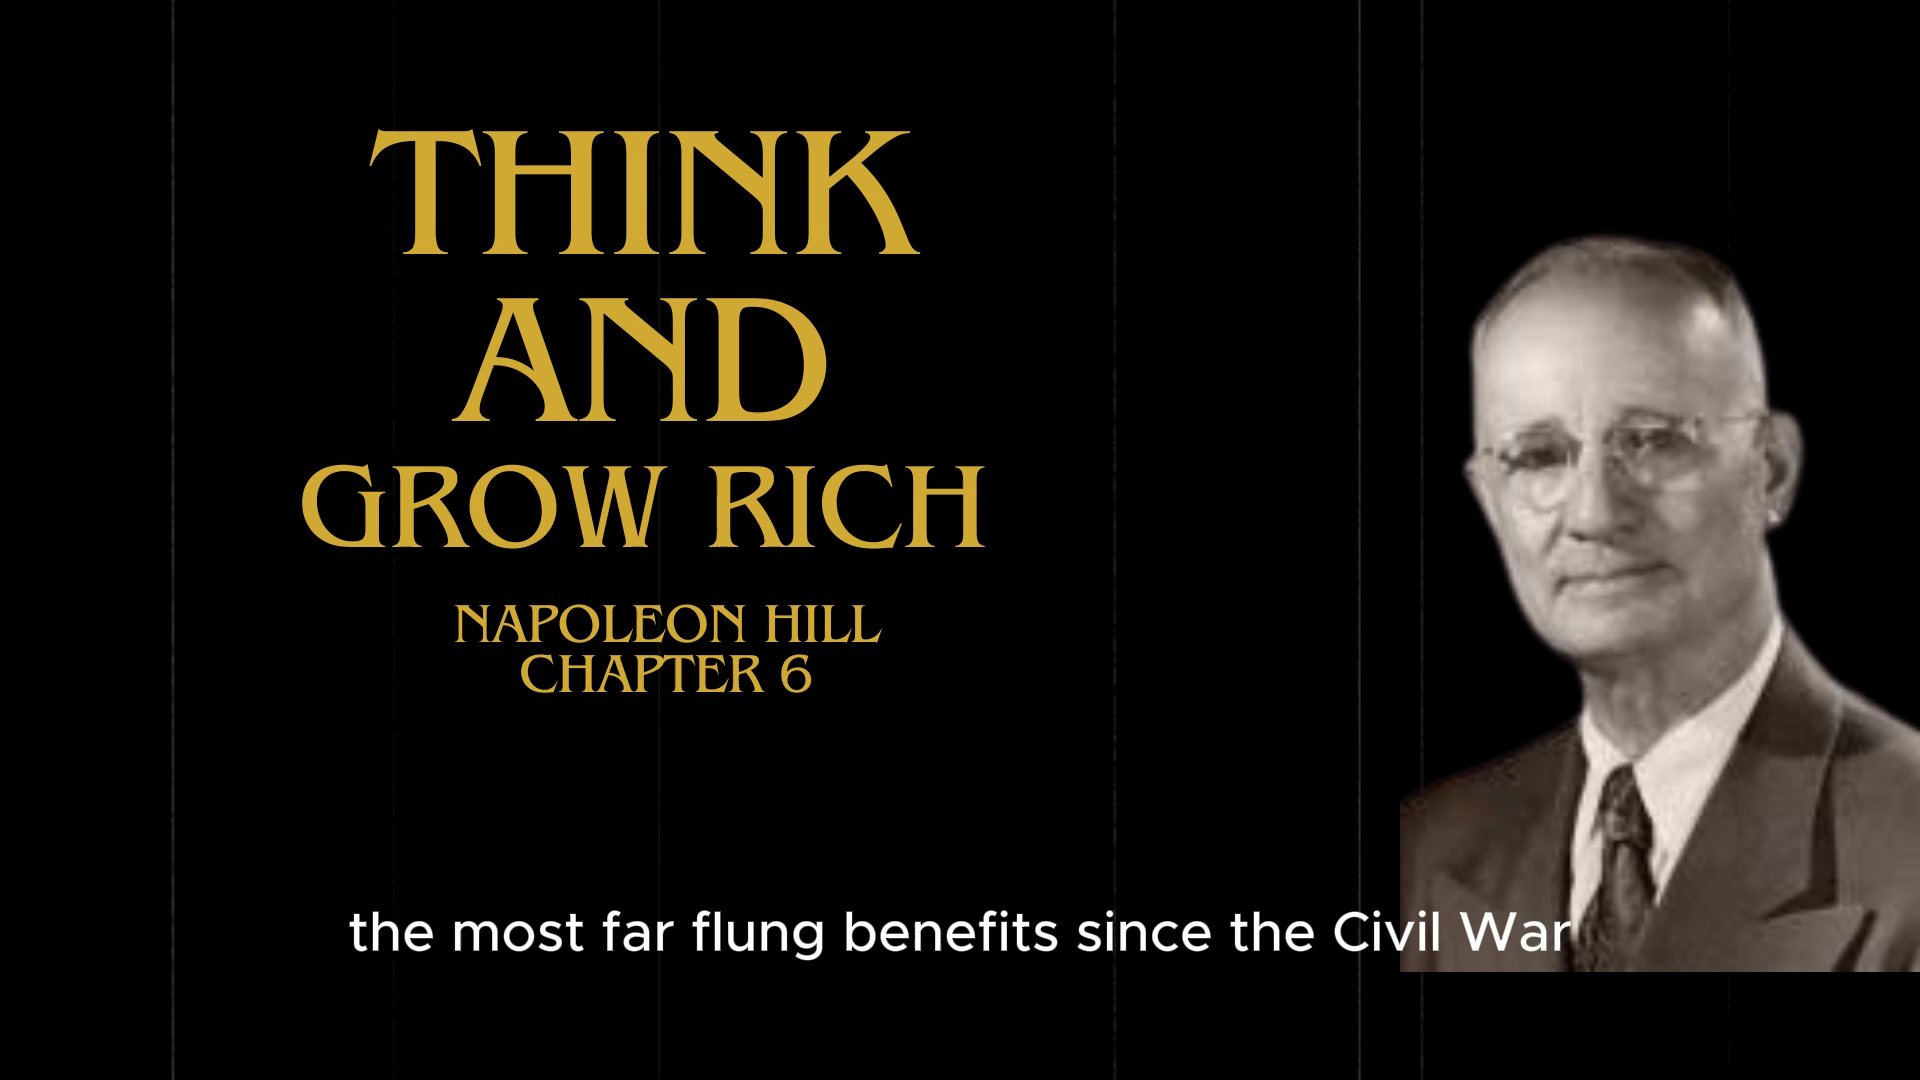 THINK
AND
GROW RICH
NAPOLEON HILL
CHAPTER 6
the most far flung benefits since the Civil War